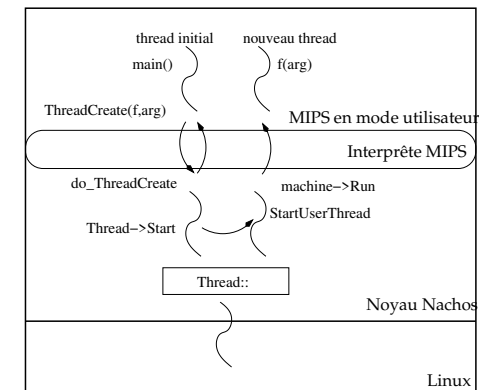 thread initial
nouveau thread
main()
f(arg)
ThreadCreate(f,arg)
MIPS en mode utilisateur
Interprête MIPS
do_ThreadCreate
machine−>Run
StartUserThread
Thread−>Start
Thread::
Noyau Nachos
Linux